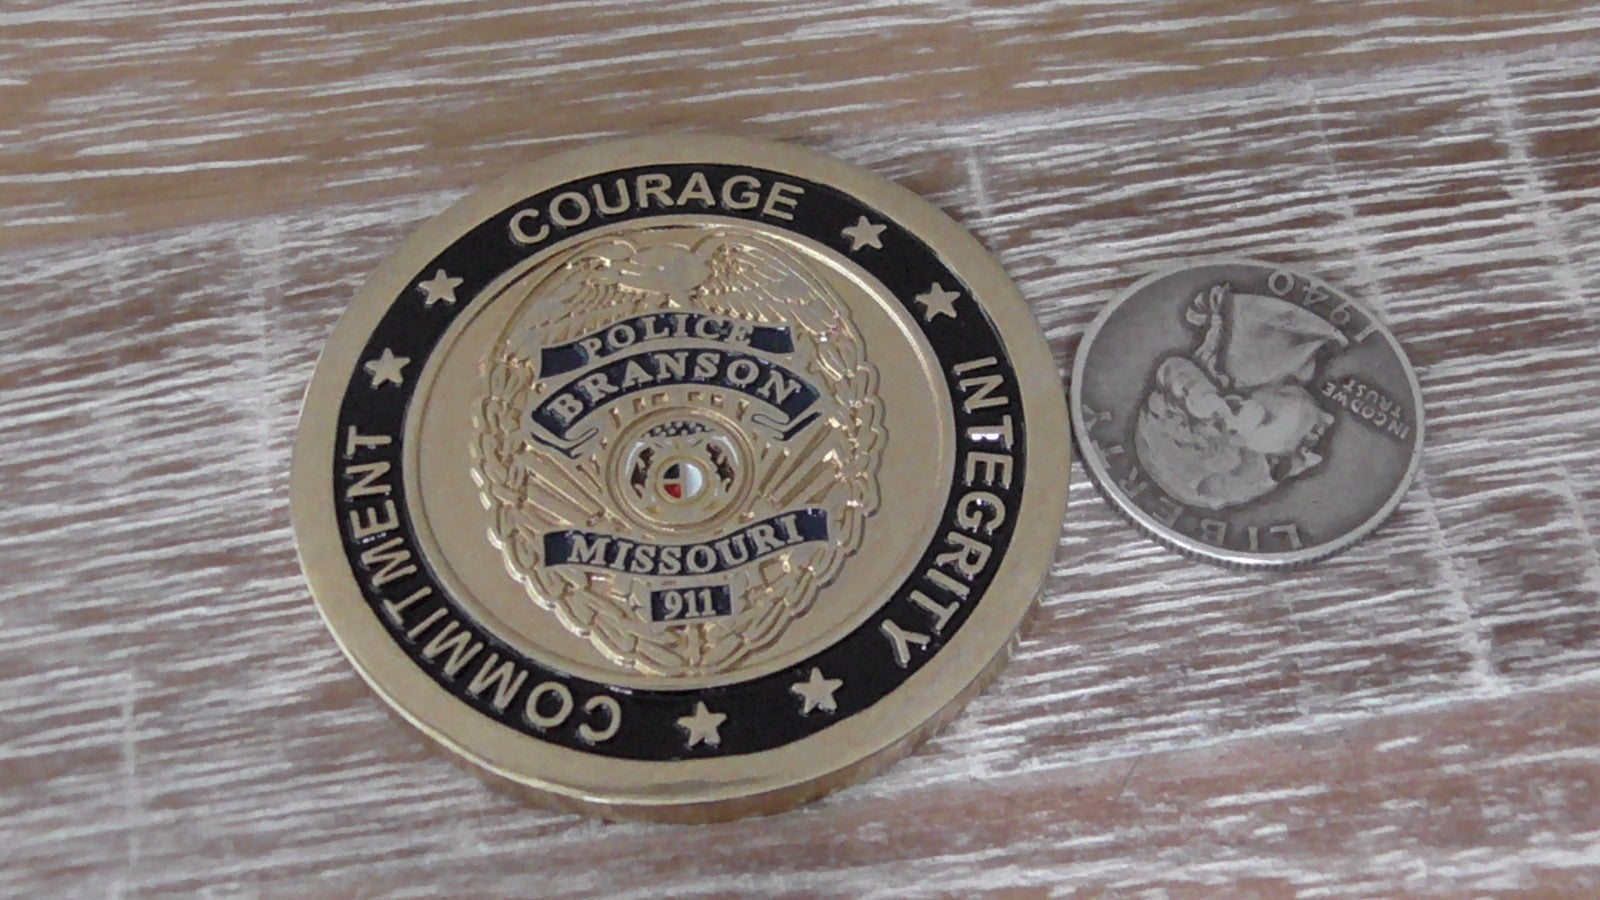 COURAGE
INTEGRITY
COMMITMENT
POLICE
BRANSON
MISSOURI
911
LIBERTY
IN GOD WE
TRUST
1940